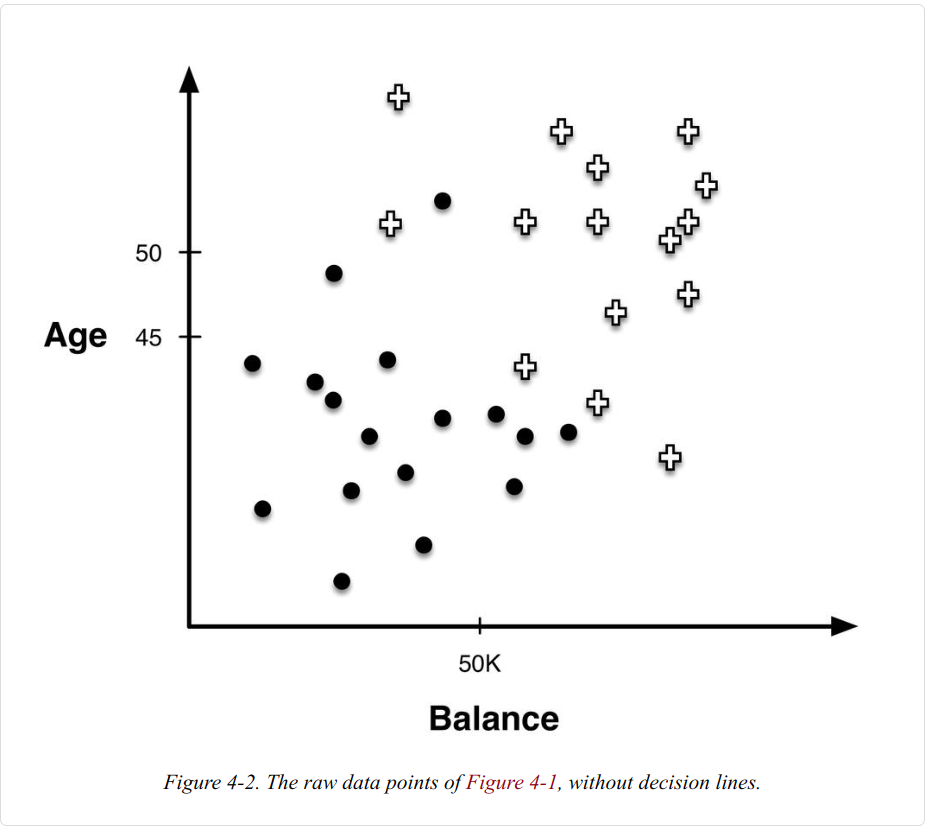 50
Age
45
50K
Balance
Figure 4-2. The raw data points of Figure 4-1, without decision lines.